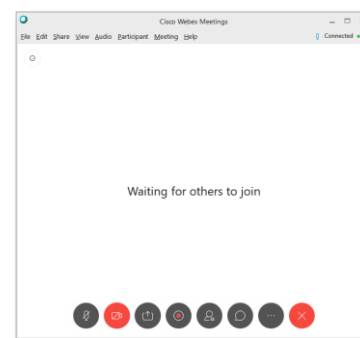 Cisco Webex Meetings
File Edit Share View Audio Participant Meeting Help
Connected
Waiting for others to join